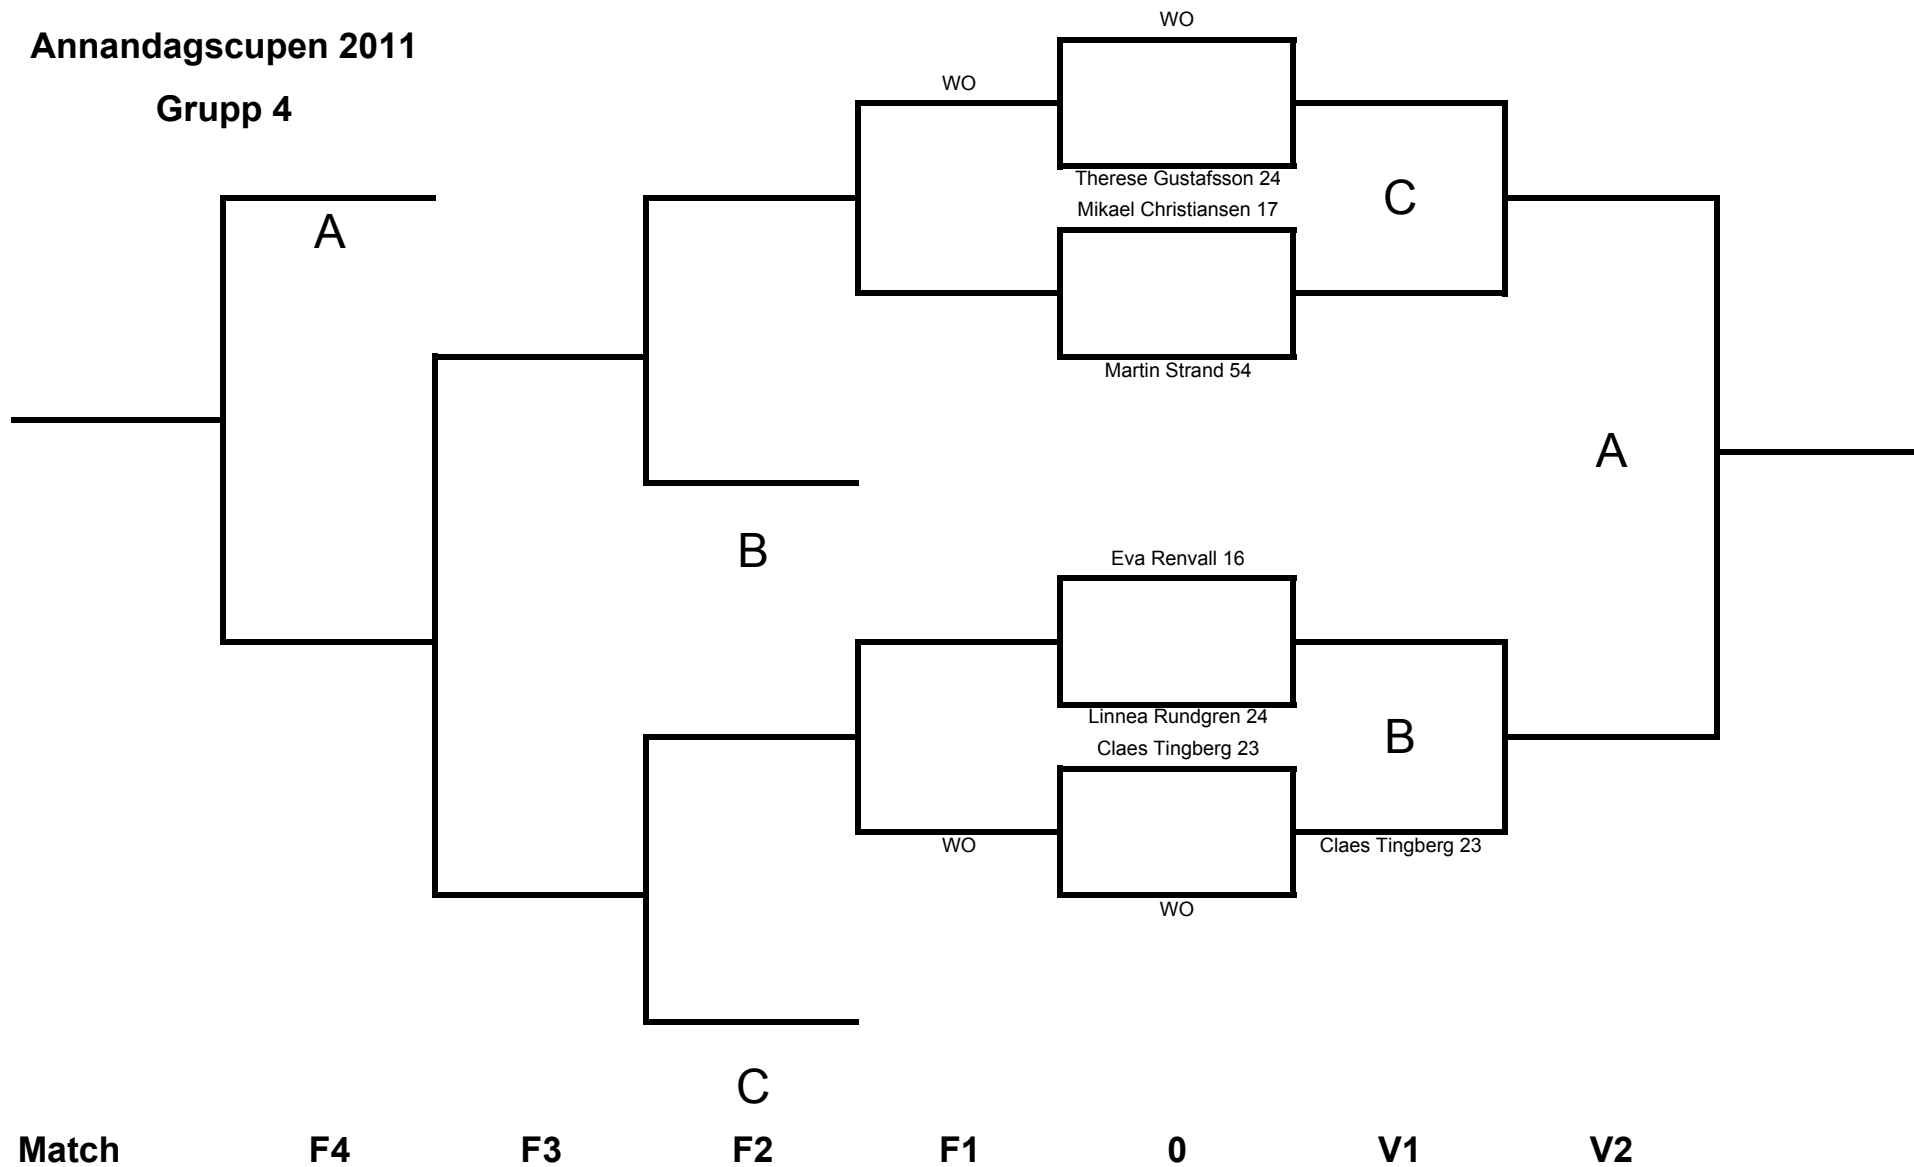 Annandagscupen 2011
Grupp 4
WO
WO
Therese Gustafsson 24
Mikael Christiansen 17
C
A
Martin Strand 54
A
B
Eva Renvall 16
Linnea Rundgren 24
Claes Tingberg 23
B
WO
Claes Tingberg 23
WO
C
Match F4 F3 F2 F1 0 V1 V2